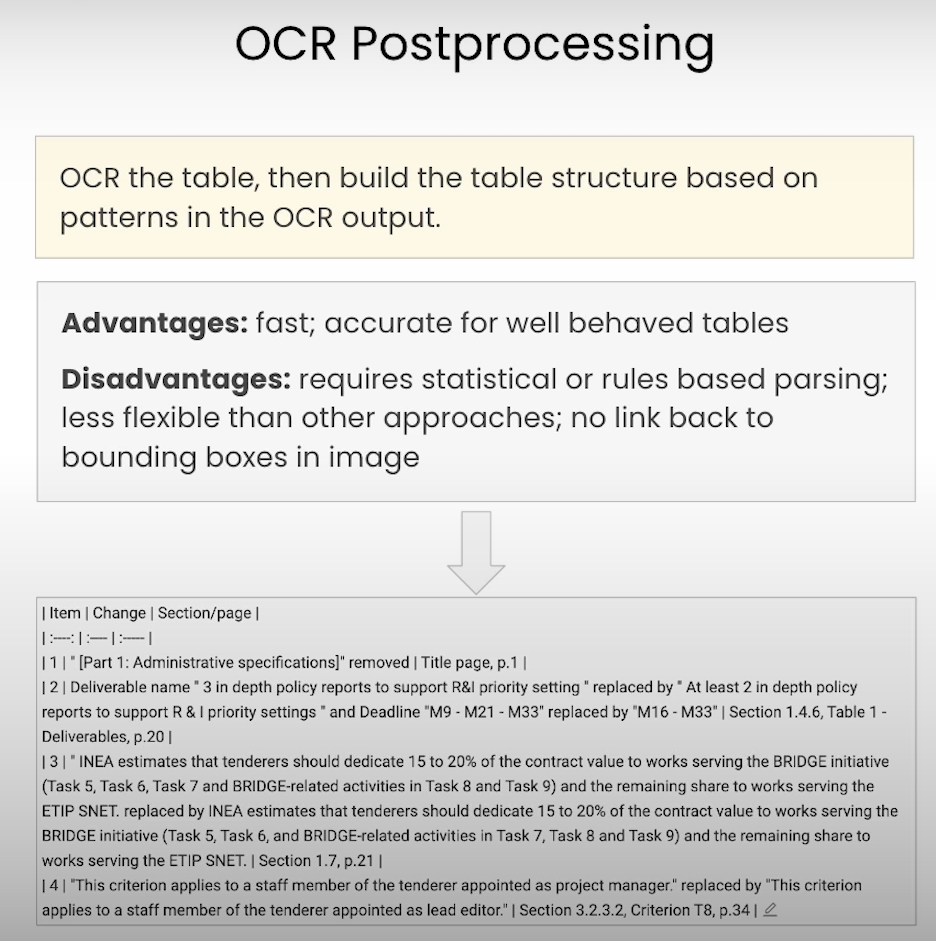 OCR Postprocessing
OCR the table, then build the table structure based on
patterns in the OCR output.
Advantages: fast; accurate for well behaved tables
Disadvantages: requires statistical or rules based parsing;
less flexible than other approaches; no link back to
bounding boxes in image
| Item | Change | Section/page |
| :----: | :---- | :----- |
| 1 | " [Part 1: Administrative specifications]" removed | Title page, p.1 |
| 2 | Deliverable name " 3 in depth policy reports to support R&I priority setting " replaced by " At least 2 in depth policy
reports to support R & I priority settings " and Deadline "M9 - M21 - M33" replaced by "M16 - M33" | Section 1.4.6, Table 1 -
Deliverables, p.20 |
| 3 | " INEA estimates that tenderers should dedicate 15 to 20% of the contract value to works serving the BRIDGE initiative
(Task 5, Task 6, Task 7 and BRIDGE-related activities in Task 8 and Task 9) and the remaining share to works serving the
ETIP SNET. replaced by INEA estimates that tenderers should dedicate 15 to 20% of the contract value to works serving the
BRIDGE initiative (Task 5, Task 6, and BRIDGE-related activities in Task 7, Task 8 and Task 9) and the remaining share to
works serving the ETIP SNET. | Section 1.7, p.21 |
| 4 | "This criterion applies to a staff member of the tenderer appointed as project manager." replaced by "This criterion
applies to a staff member of the tenderer appointed as lead editor." | Section 3.2.3.2, Criterion T8, p.34 |